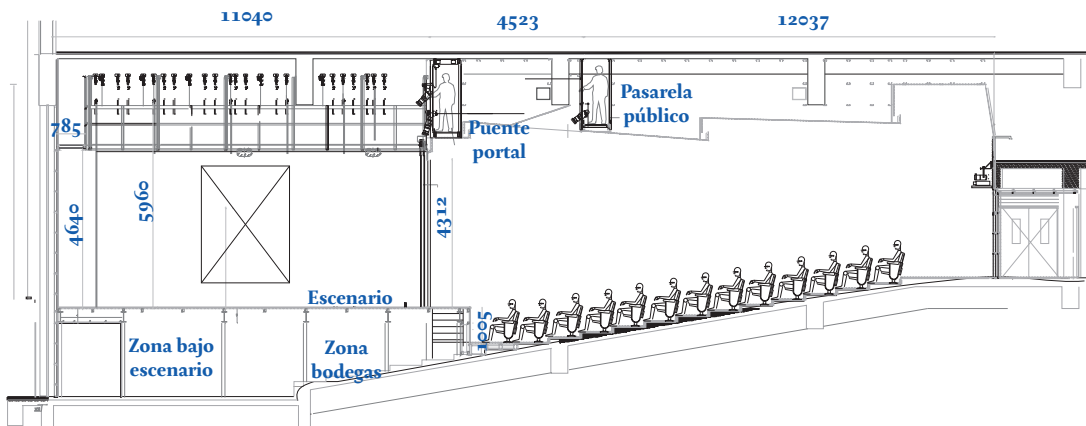 11040
4523
12037
Pasarela
público
785
Puente
portal
4640
5960
4312
Escenario
1005
Zona bajo
escenario
Zona
bodegas